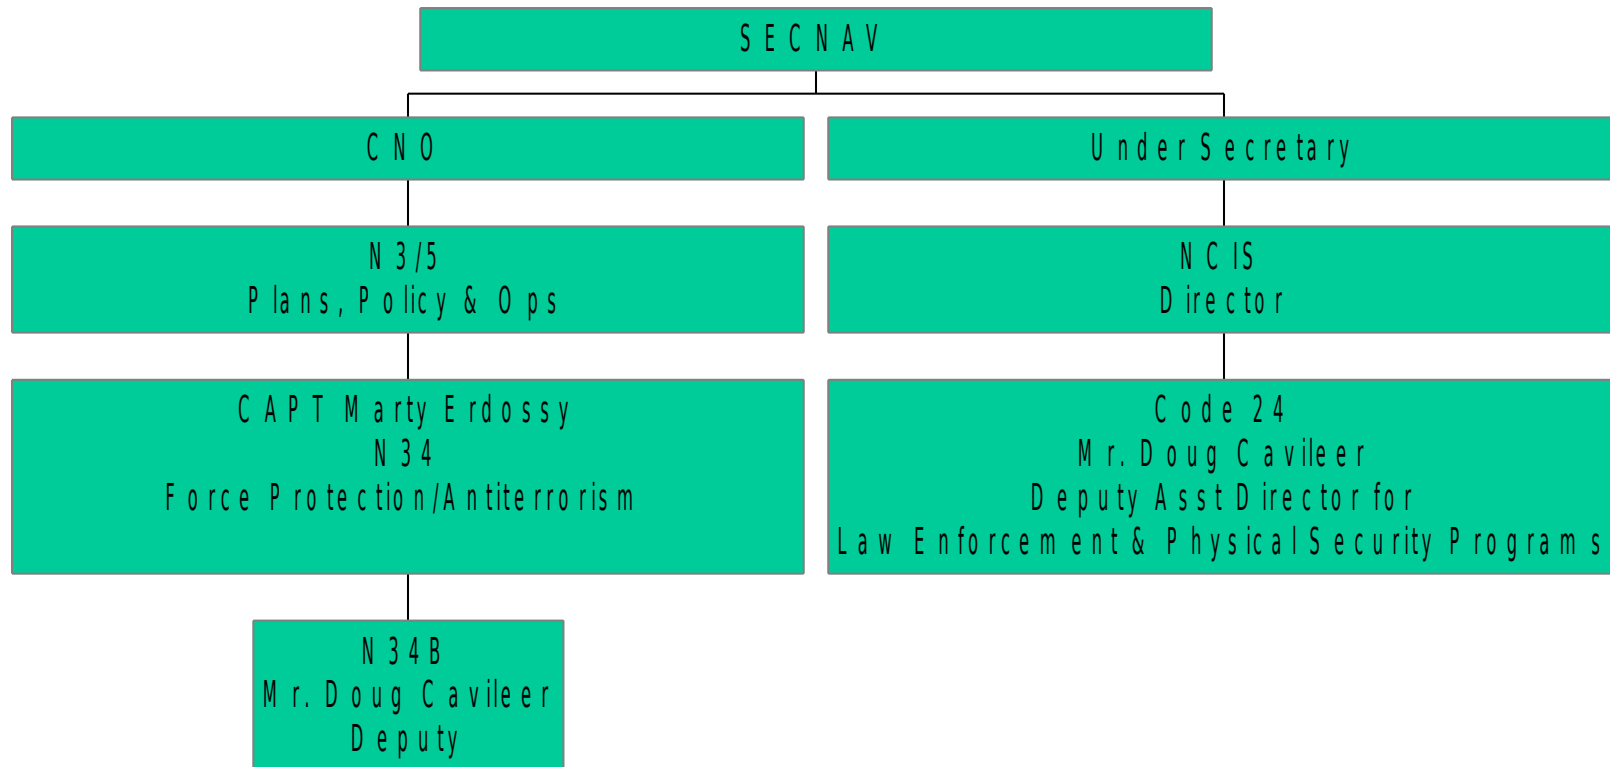 SECNAV
CNO
Under Secretary
N3/5
Plans, Policy & Ops
NCIS
Director
CAPT Marty Erdossy
N34
Force Protection/Antiterrorism
Code 24
Mr. Doug Cavileer
Deputy Asst Director for
Law Enforcement & Physical Security Programs
N34B
Mr. Doug Cavileer
Deputy